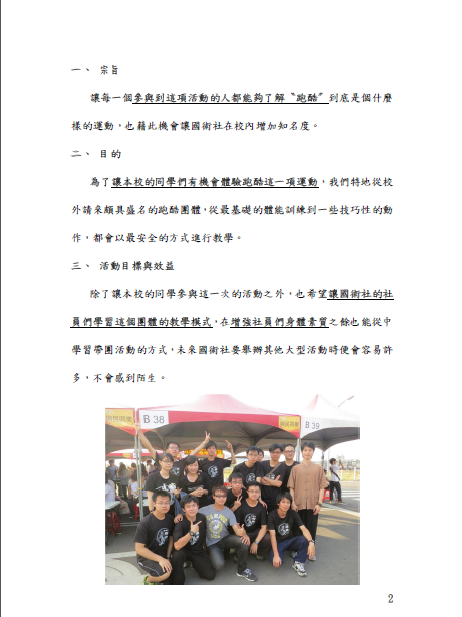 一、 宗旨
讓每一個參與到這項活動的人都能夠了解〝跑酷〞到底是個什麼
樣的運動，也藉此機會讓國術社在校內增加知名度。
二、 目的
為了讓本校的同學們有機會體驗跑酷這一項運動，我們特地從校
外請來頗具盛名的跑酷團體，從最基礎的體能訓練到一些技巧性的動
作，都會以最安全的方式進行教學。
三、 活動目標與效益
除了讓本校的同學參與這一次的活動之外，也希望讓國術社的社
員們學習這個團體的教學模式，在增強社員們身體素質之餘也能從中
學習帶團活動的方式，未來國術社要舉辦其他大型活動時便會容易許
多，不會感到陌生。
B 38
B 39
2